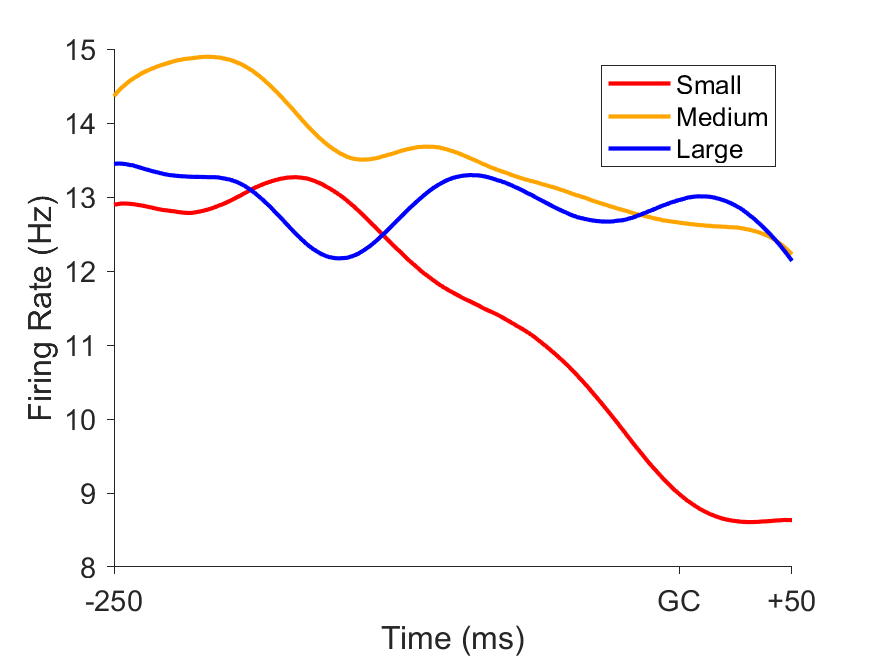 15
14
13
12
11
10
9
8
Firing Rate (Hz)
Small
Medium
Large
-250
GC
+50
Time (ms)